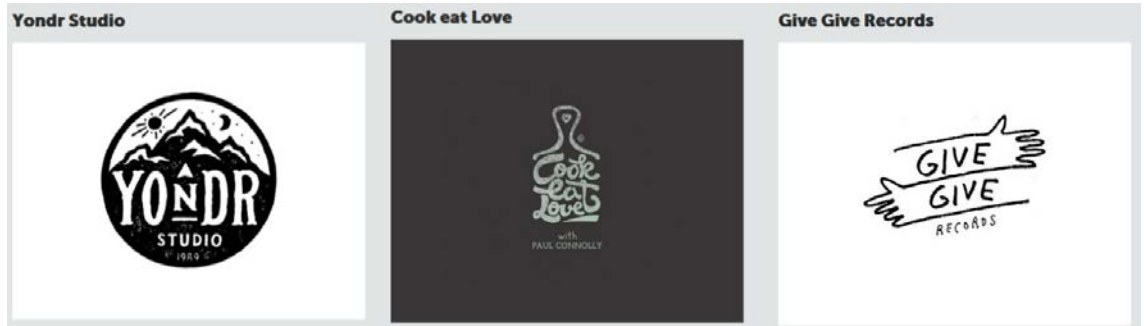 Yondr Studio
Cook eat Love
Give Give Records
YONDR
STUDIO
1989
Cook
eat
Love
with
PAUL CONNOLLY
GIVE
GIVE
RECORDS